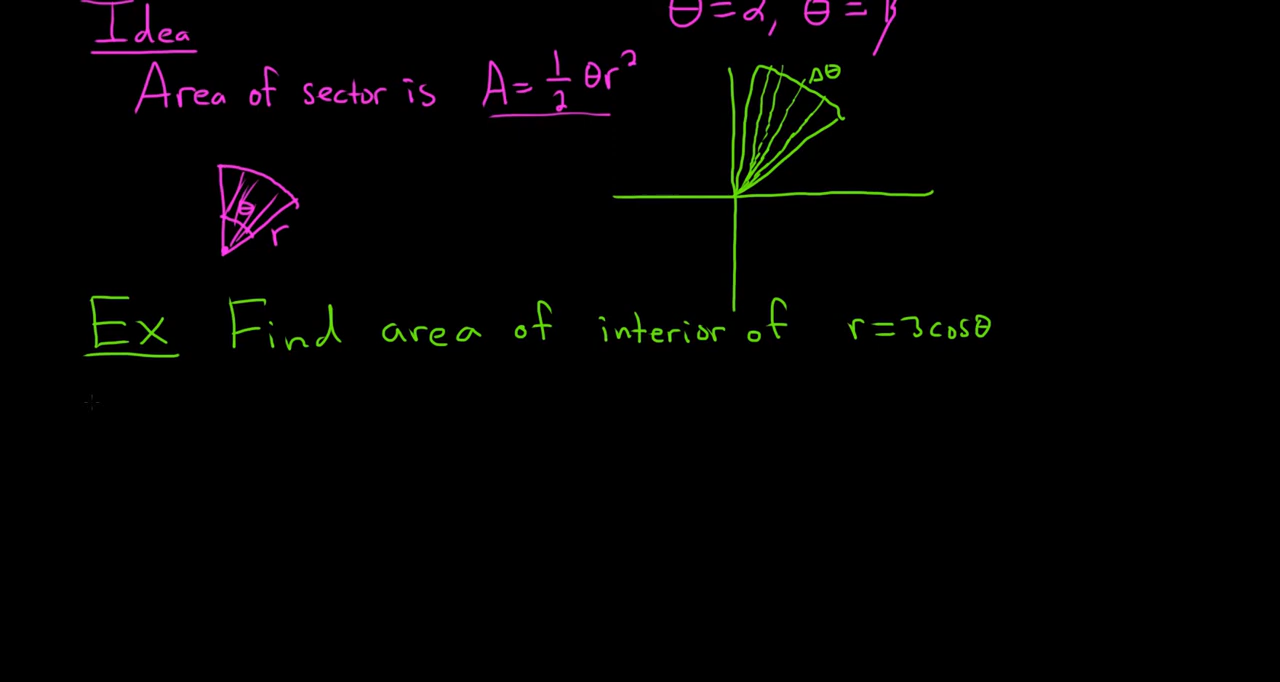 θ = α, θ = β
Idea
Area of sector is A = 1/2 θr²
Δθ
θ
r
Ex Find area of interior of r = 3cosθ